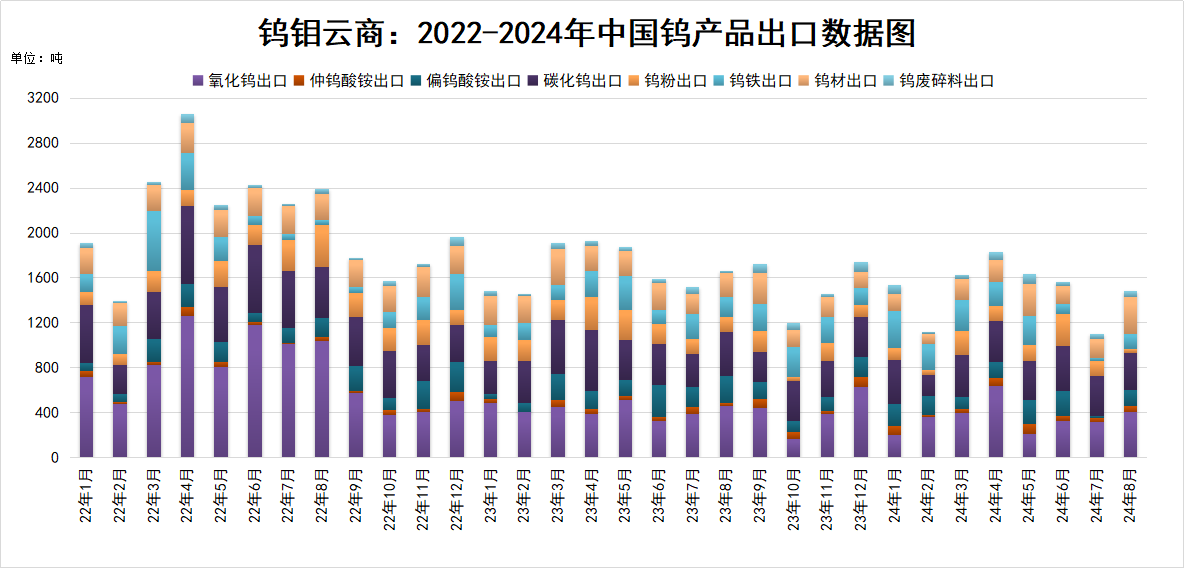 钨钼云商：2022-2024年中国钨产品出口数据图
单位：吨
氧化钨出口 仲钨酸铵出口 偏钨酸铵出口 碳化钨出口 钨粉出口 钨铁出口 钨材出口 钨废碎料出口
3200
2800
2400
2000
1600
1200
800
400
0
22年1月
22年2月
22年3月
22年4月
22年5月
22年6月
22年7月
22年8月
22年9月
22年10月
22年11月
22年12月
23年1月
23年2月
23年3月
23年4月
23年5月
23年6月
23年7月
23年8月
23年9月
23年10月
23年11月
23年12月
24年1月
24年2月
24年3月
24年4月
24年5月
24年6月
24年7月
24年8月